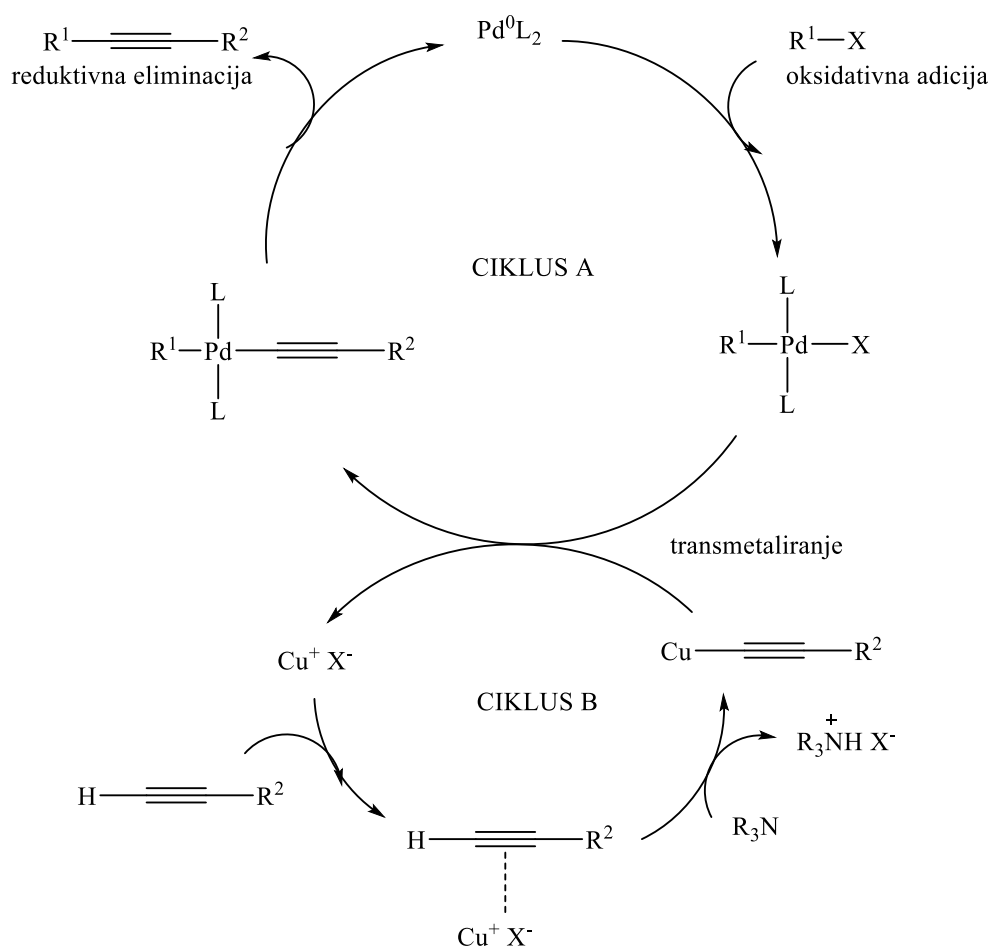 Pd⁰L₂
R¹—X
oksidativna adicija
R¹ R²
reduktivna eliminacija
CIKLUS A
L
R¹ Pd R²
L
L
R¹ Pd X
L
transmetaliranje
Cu⁺ X⁻
Cu R²
CIKLUS B
R₃N⁺H X⁻
H R²
R₃N
H R²
Cu⁺ X⁻